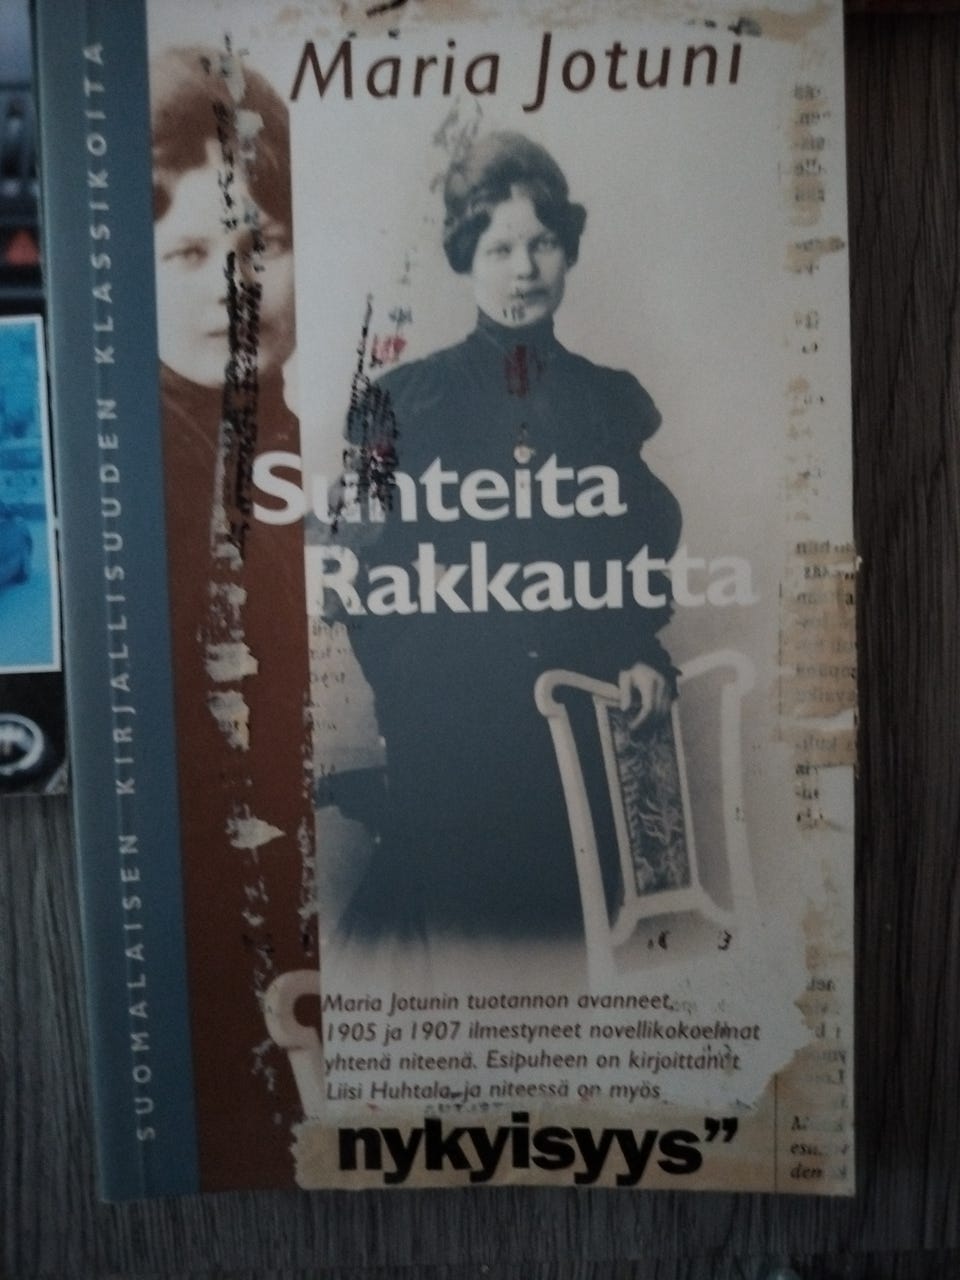 SUOMALAISEN KIRJALLISUUDEN KLASSIKOITA
Maria Jotuni
Suhteita
Rakkautta
Maria Jotunin tuotannon avanneet,
1905 ja 1907 ilmestyneet novellikokoelmat
yhtenä niteenä. Esipuheen on kirjoittanut
Liisi Huhtala, ja niteessä on myös
nykyisyys”